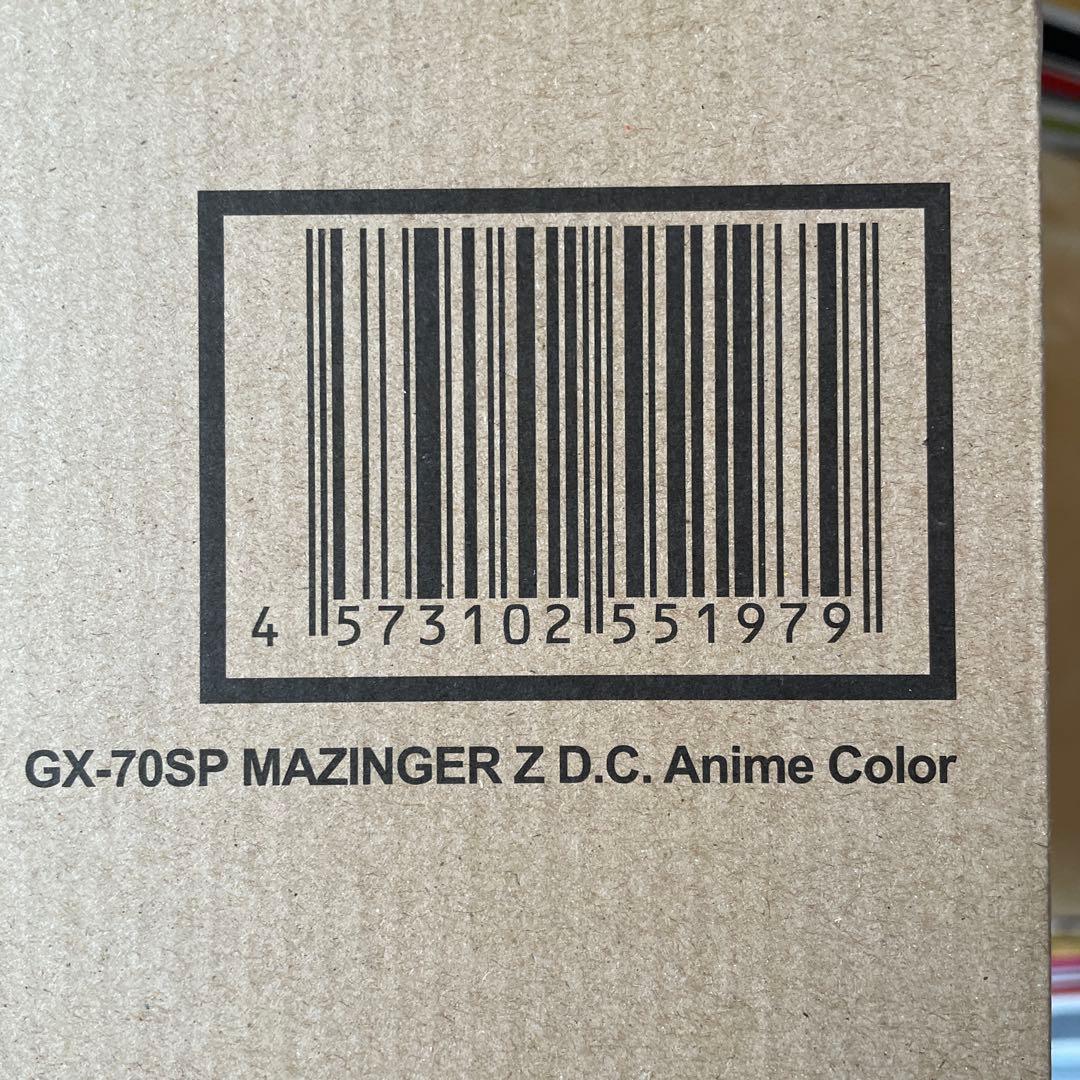 4 573102 551979
GX-70SP MAZINGER Z D.C. Anime Color